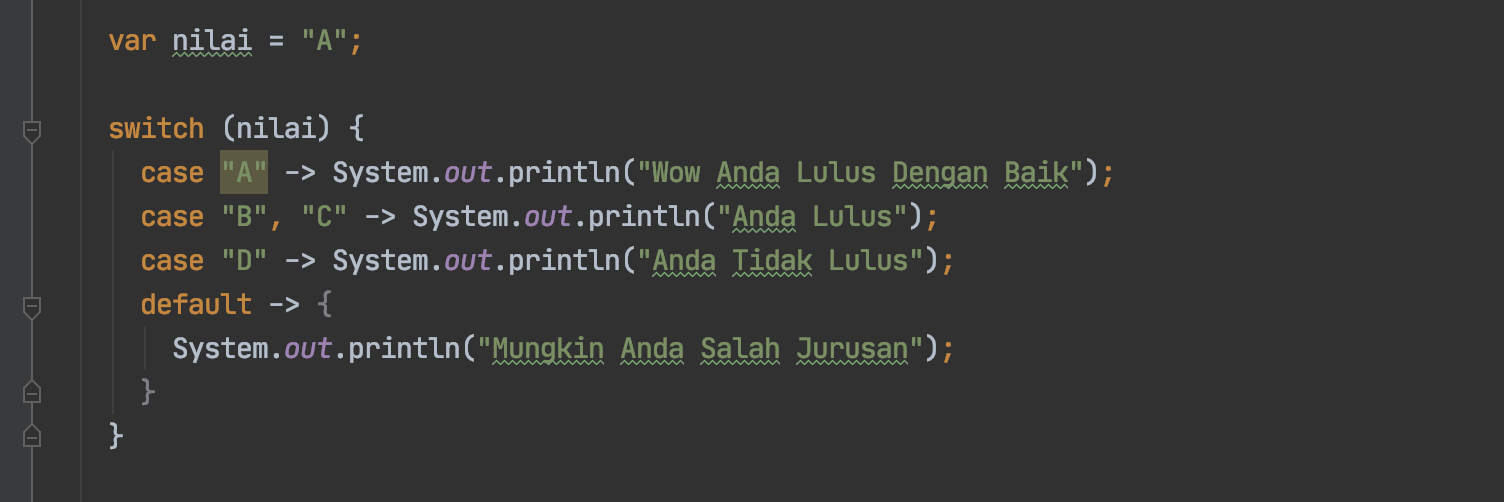 var nilai = "A";
switch (nilai) {
case "A" -> System.out.println("Wow Anda Lulus Dengan Baik");
case "B", "C" -> System.out.println("Anda Lulus");
case "D" -> System.out.println("Anda Tidak Lulus");
default -> {
System.out.println("Mungkin Anda Salah Jurusan");
}
}